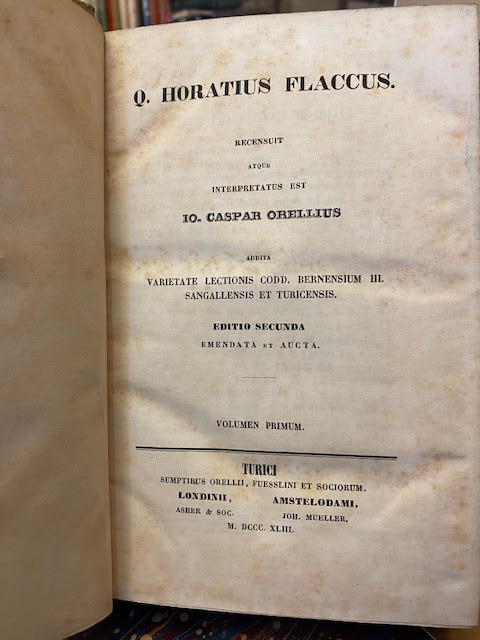 Q. HORATIUS FLACCUS.
RECENSUIT
ATQUE
INTERPRETATUS EST
IO. CASPAR ORELLIUS
ADDITA
VARIETATE LECTIONIS CODD. BERNENSIUM III.
SANGALLENSIS ET TURICENSIS.
EDITIO SECUNDA
EMENDATA ET AUCTA.
VOLUMEN PRIMUM.
TURICI
SUMPTIBUS ORELLII, FUESSLINI ET SOCIORUM.
LONDINII, AMSTELODAMI,
ASHER & SOC. JOH. MUELLER.
M. DCCC. XLIII.